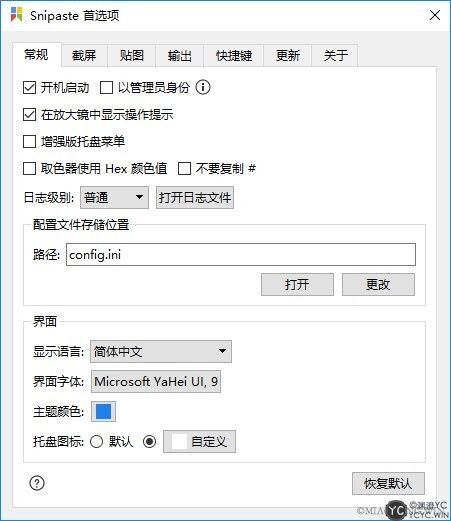 Snipaste 首选项
常规 截屏 贴图 输出 快捷键 更新 关于
开机启动 以管理员身份
在放大镜中显示操作提示
增强版托盘菜单
取色器使用 Hex 颜色值 不要复制 #
日志级别: 普通 打开日志文件
配置文件存储位置
路径: config.ini
打开 更改
界面
显示语言: 简体中文
界面字体: Microsoft YaHei UI, 9
主题颜色:
托盘图标: 默认 自定义
? 恢复默认
YC
YCYC.WIN